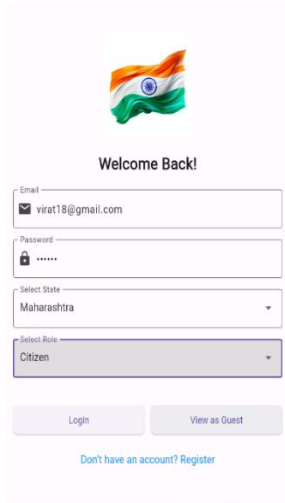 Welcome Back!
Email
virat18@gmail.com
Password
••••••
Select State
Maharashtra
Select Role
Citizen
Login
View as Guest
Don't have an account? Register